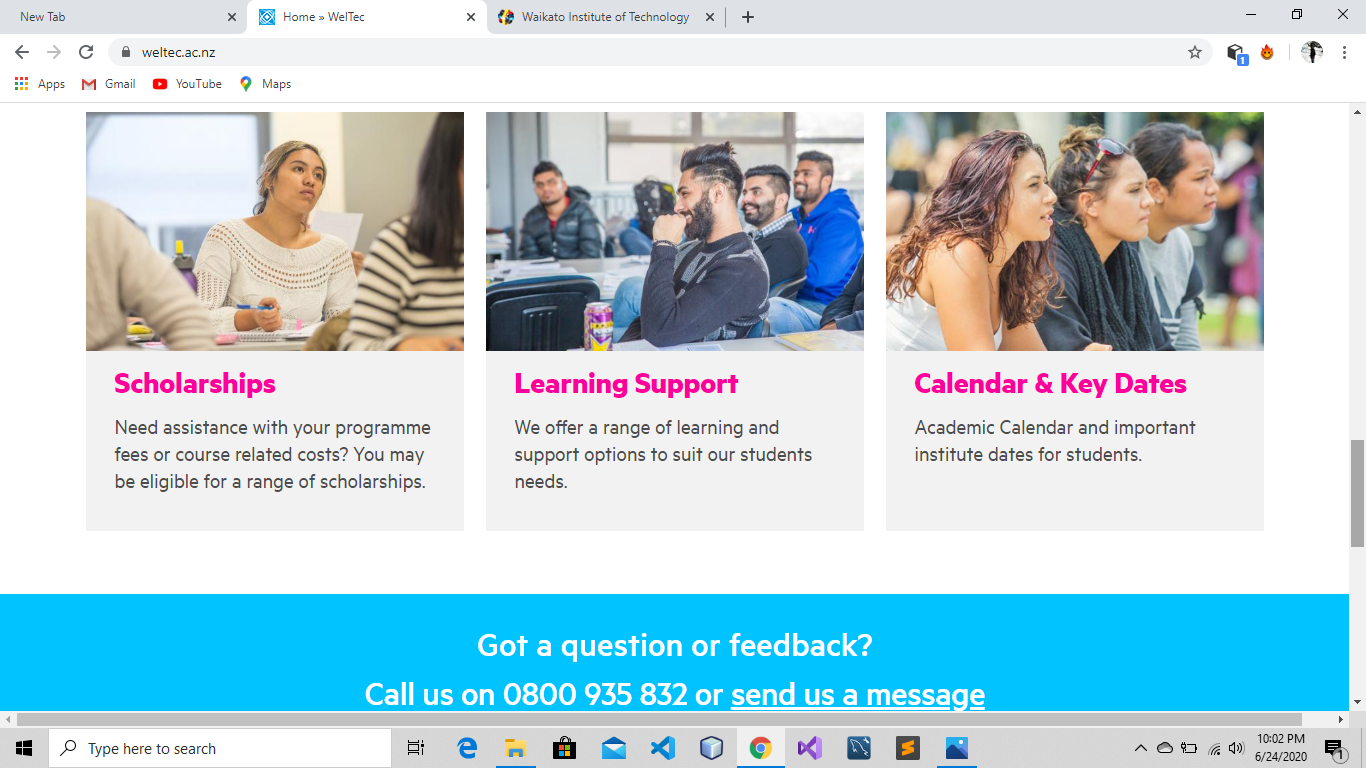 New Tab
Home » WelTec
Waikato Institute of Technology
weltec.ac.nz
1
Apps
Gmail
YouTube
Maps
Scholarships
Need assistance with your programme
fees or course related costs? You may
be eligible for a range of scholarships.
Learning Support
We offer a range of learning and
support options to suit our students
needs.
Calendar & Key Dates
Academic Calendar and important
institute dates for students.
Got a question or feedback?
Call us on 0800 935 832 or send us a message
Type here to search
10:02 PM
6/24/2020
1